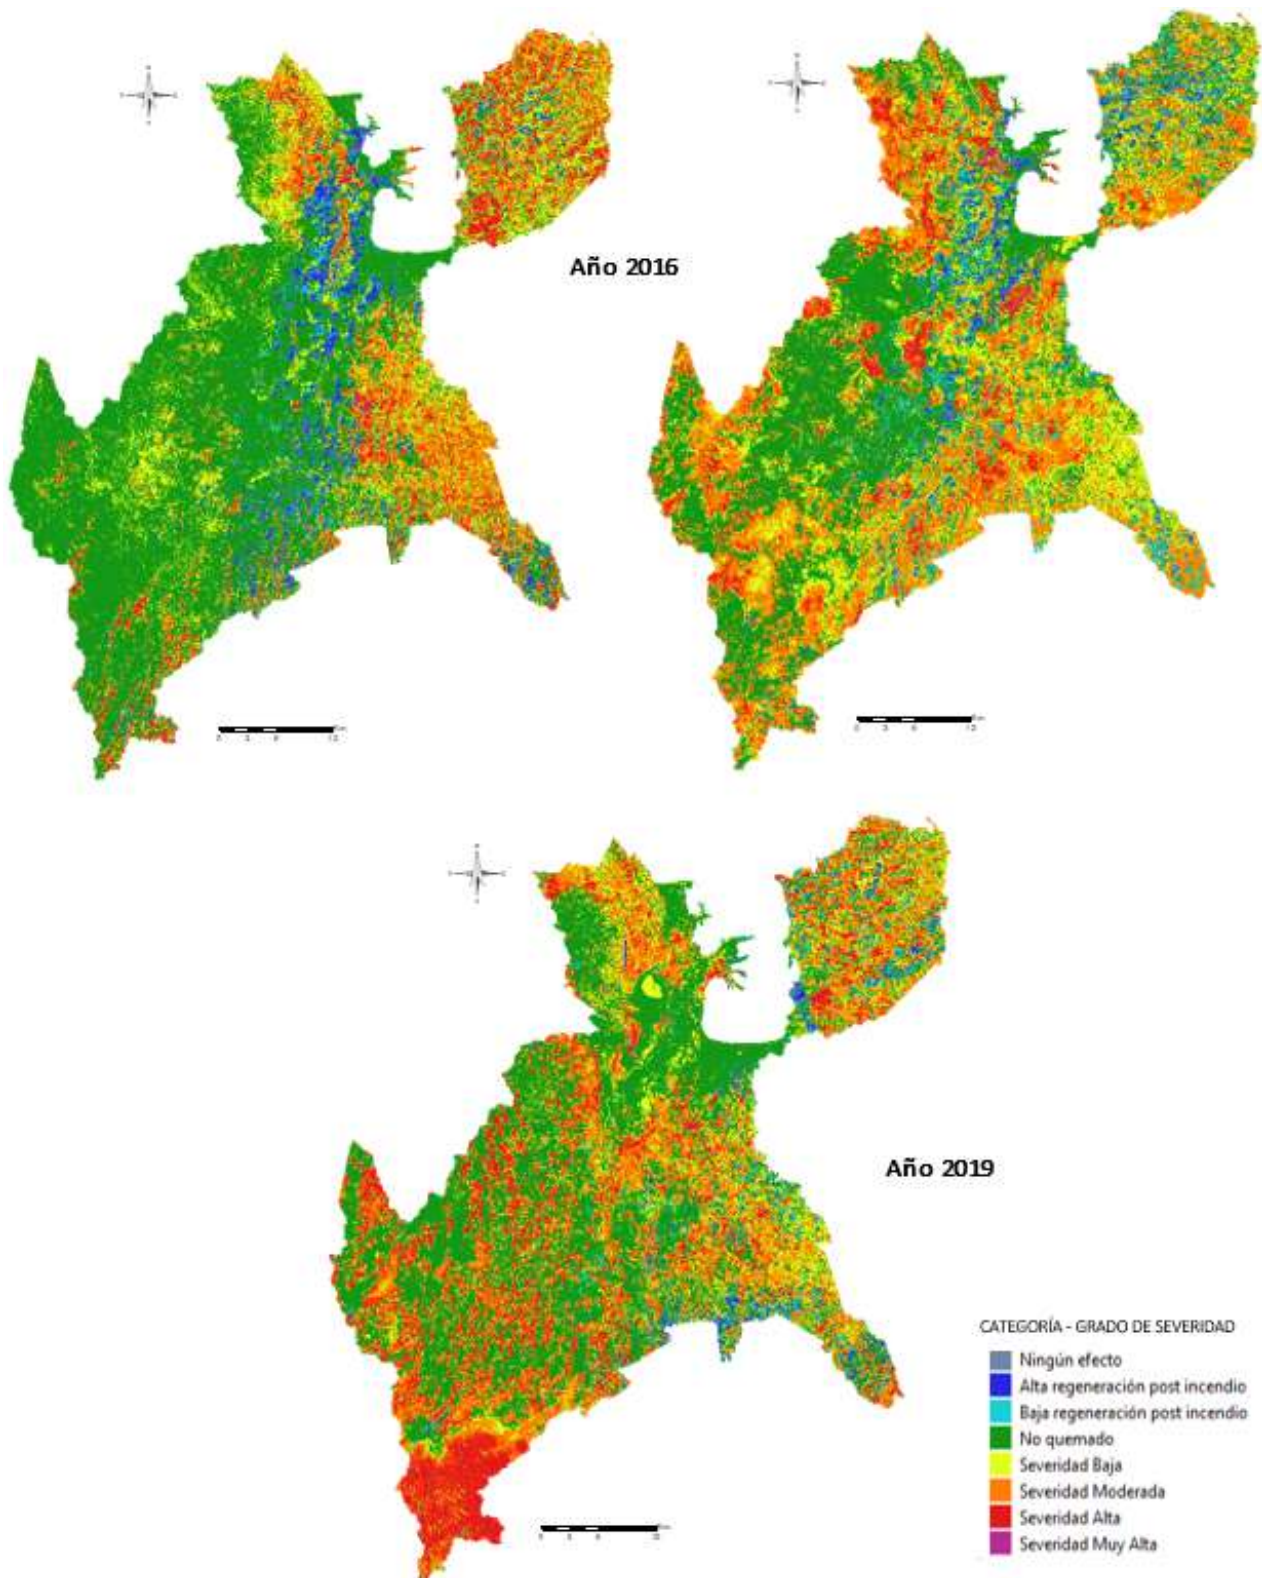 Año 2016
Año 2019
CATEGORÍA - GRADO DE SEVERIDAD
Ningún efecto
Alta regeneración post incendio
Baja regeneración post incendio
No quemado
Severidad Baja
Severidad Moderada
Severidad Alta
Severidad Muy Alta